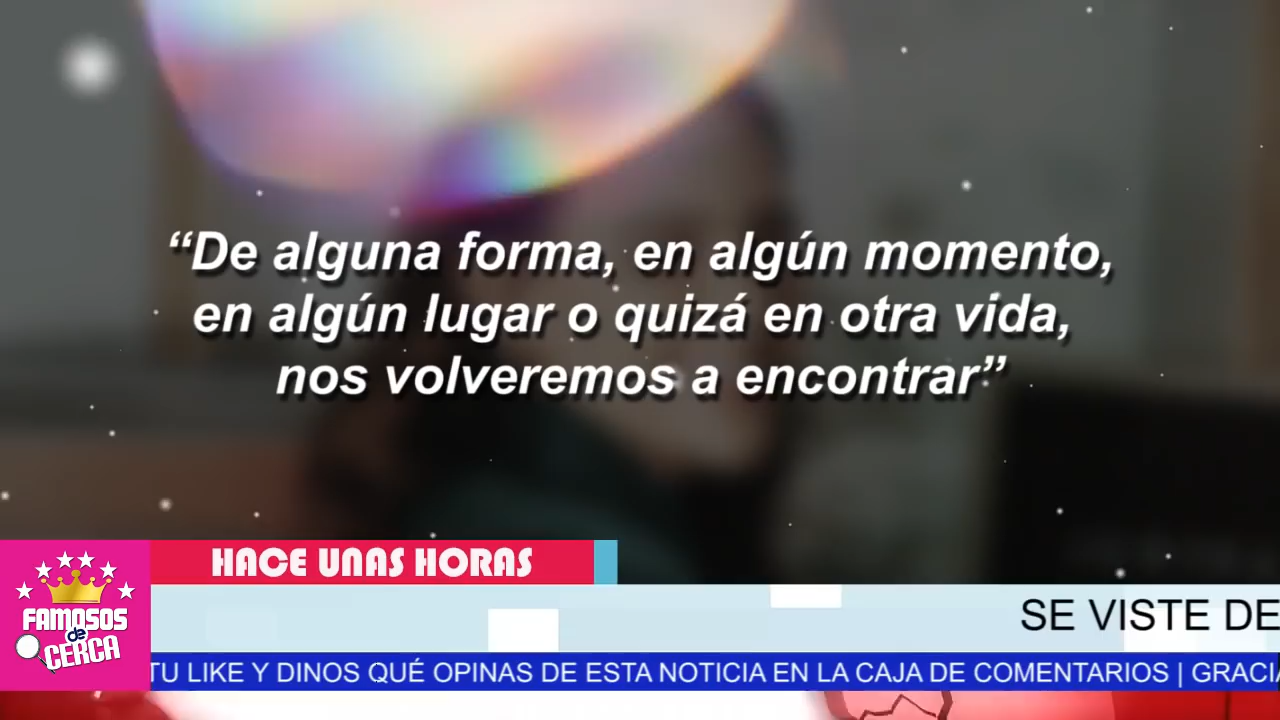 “De alguna forma, en algún momento,
en algún lugar o quizá en otra vida,
nos volveremos a encontrar”
HACE UNAS HORAS
FAMOSOS
de
CERCA
SE VISTE DE
TU LIKE Y DINOS QUÉ OPINAS DE ESTA NOTICIA EN LA CAJA DE COMENTARIOS | GRACIA